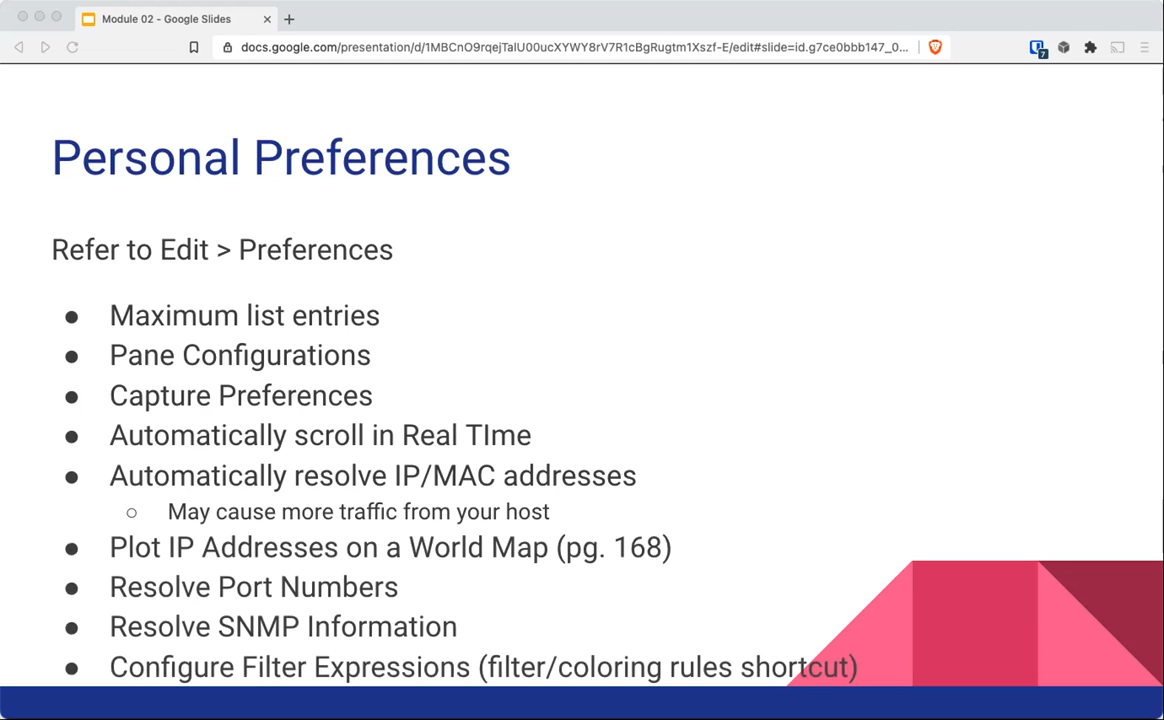 Module 02 - Google Slides
docs.google.com/presentation/d/1MBCnO9rqejTalU00ucXYWY8rV7R1cBgRugtm1Xszf-E/edit#slide=id.g7ce0bbb147_0...
7
Personal Preferences
Refer to Edit > Preferences
● Maximum list entries
● Pane Configurations
● Capture Preferences
● Automatically scroll in Real TIme
● Automatically resolve IP/MAC addresses
○ May cause more traffic from your host
● Plot IP Addresses on a World Map (pg. 168)
● Resolve Port Numbers
● Resolve SNMP Information
● Configure Filter Expressions (filter/coloring rules shortcut)